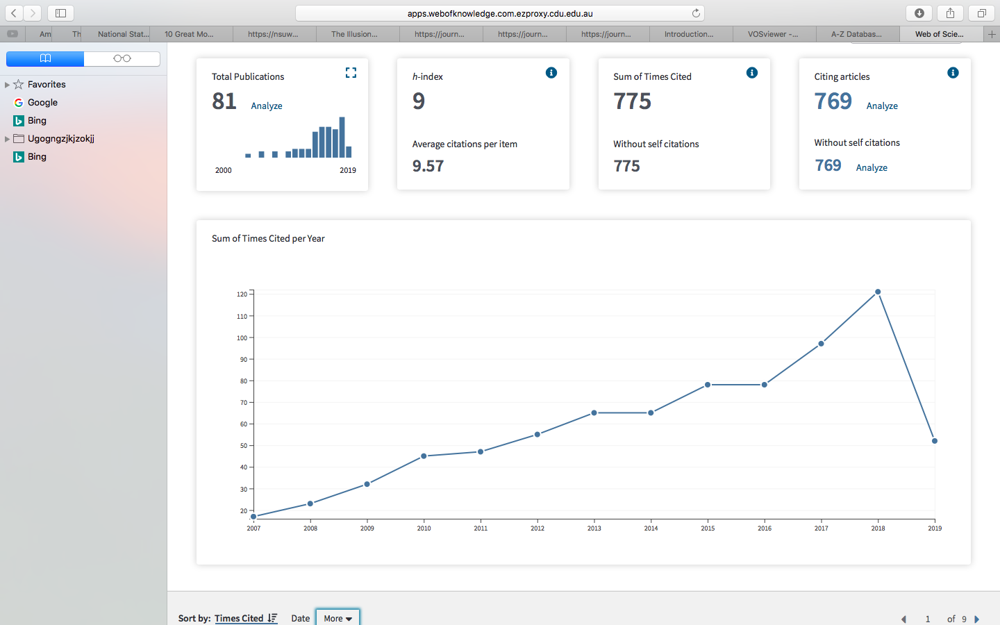 apps.webofknowledge.com.ezproxy.cdu.edu.au
Am
Th
National Stat...
10 Great Mo...
https://nsuw...
The Illusion...
https://journ...
https://journ...
https://journ...
Introduction...
VOSviewer -...
A-Z Databas...
Web of Scie...
Favorites
Google
Bing
Ugogngzjkjzokjj
Bing
Total Publications
81 Analyze
2000 2019
h-index
9
Average citations per item
9.57
Sum of Times Cited
775
Without self citations
775
Citing articles
769 Analyze
Without self citations
769 Analyze
Sum of Times Cited per Year
120
110
100
90
80
70
60
50
40
30
20
2007 2008 2009 2010 2011 2012 2013 2014 2015 2016 2017 2018 2019
Sort by: Times Cited Date More
1 of 9